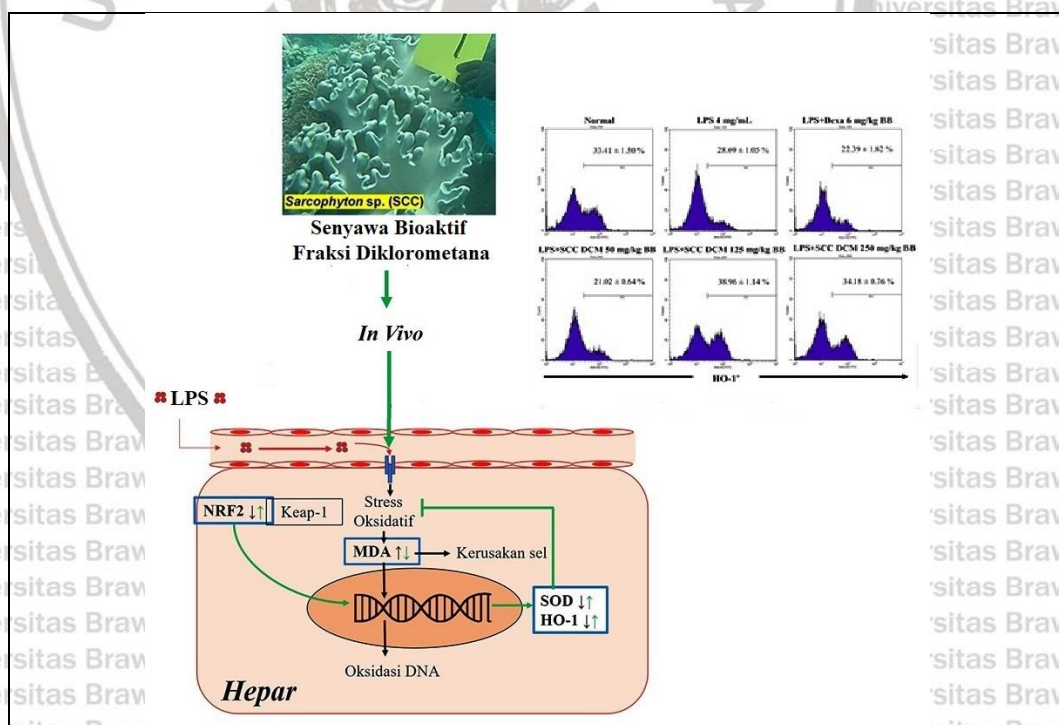 Universitas Brav
sitas Brav
Sarcophyton sp. (SCC)
Senyawa Bioaktif
Fraksi Diklorometana
In Vivo
Normal
33.41 ± 1.50 %
LPS 4 mg/mL
28.69 ± 1.05 %
LPS+Dexa 6 mg/kg BB
22.39 ± 1.82 %
LPS+SCC DCM 50 mg/kg BB
21.02 ± 0.64 %
LPS+SCC DCM 125 mg/kg BB
38.96 ± 1.14 %
LPS+SCC DCM 250 mg/kg BB
34.18 ± 0.76 %
HO-1+
LPS
NRF2 ↓↑
Keap-1
Stress
Oksidatif
MDA ↑↓
Kerusakan sel
SOD ↓↑
HO-1 ↓↑
Oksidasi DNA
Hepar